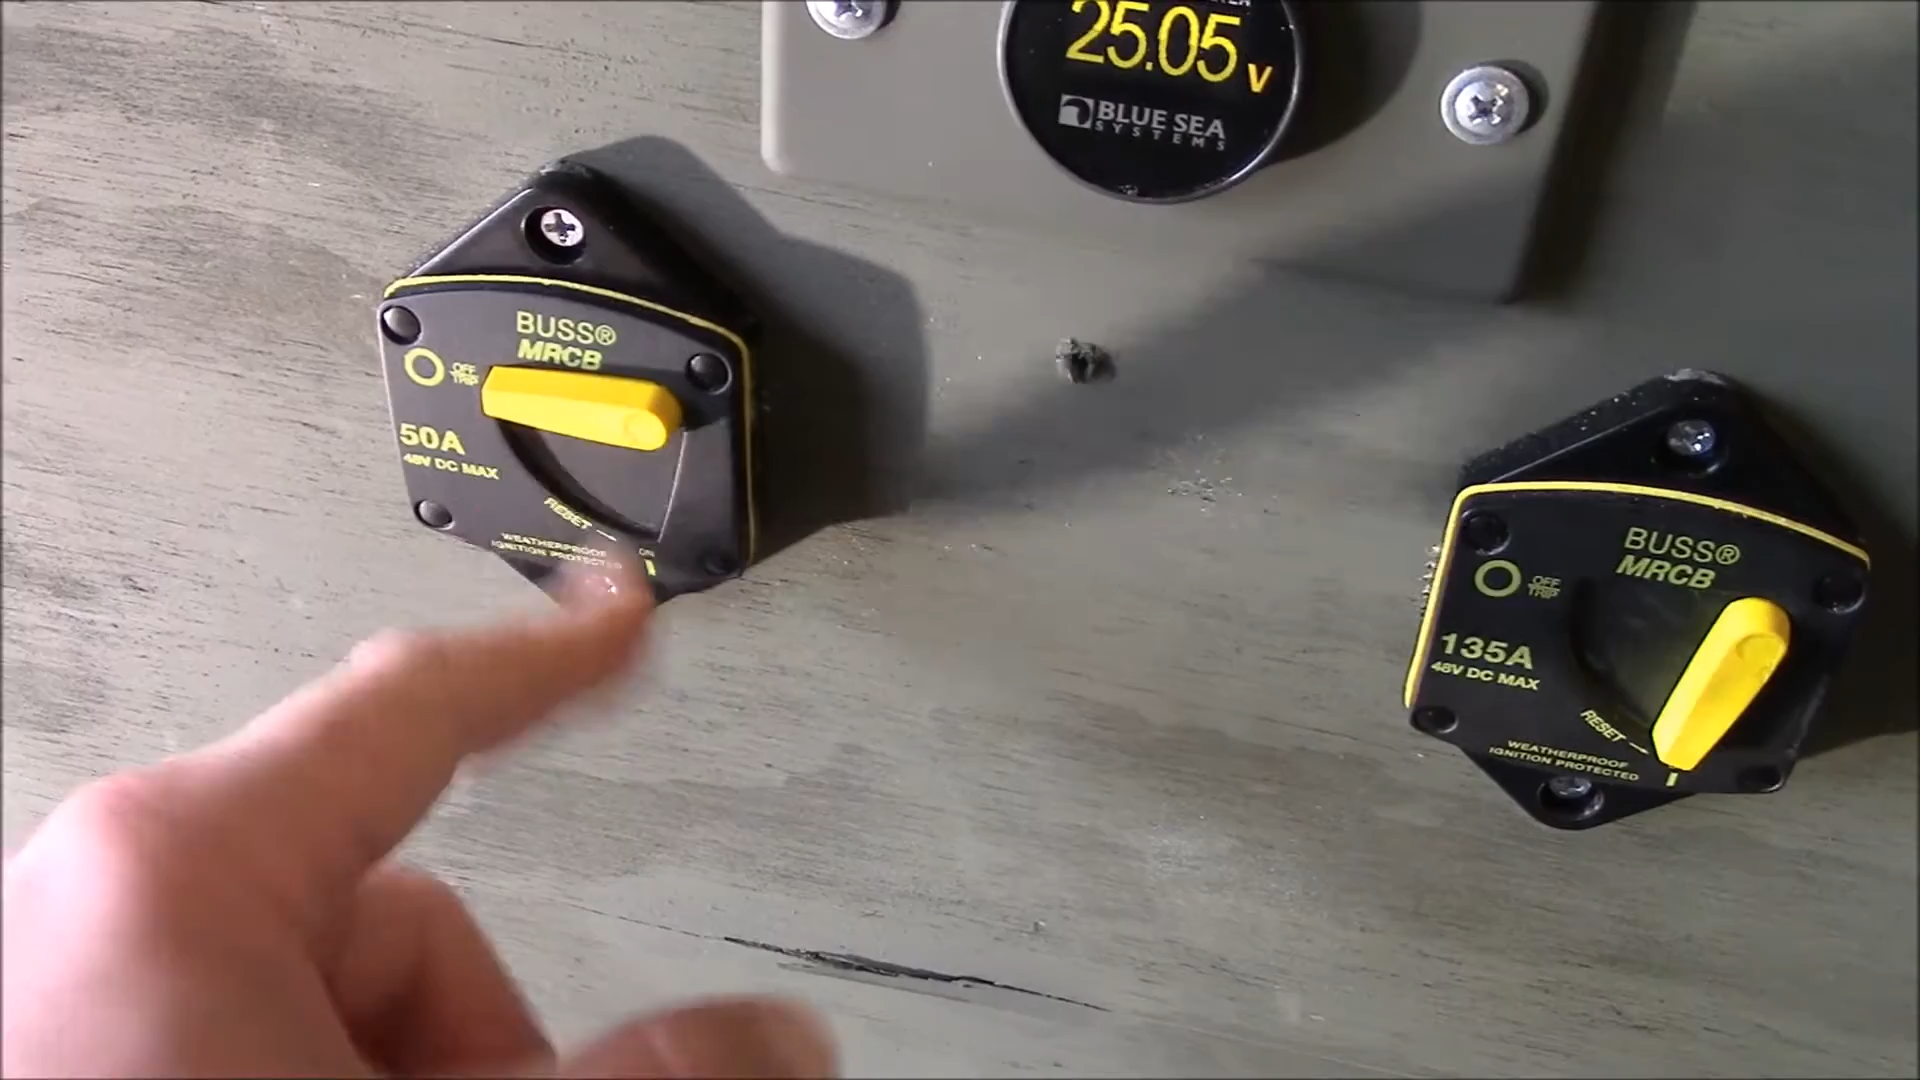 25.05 V
BLUE SEA
SYSTEMS
BUSS®
MRCB
OFF
TRIP
50A
48V DC MAX
RESET
ON
WEATHERPROOF
IGNITION PROTECTED
BUSS®
MRCB
OFF
TRIP
135A
48V DC MAX
RESET
WEATHERPROOF
IGNITION PROTECTED